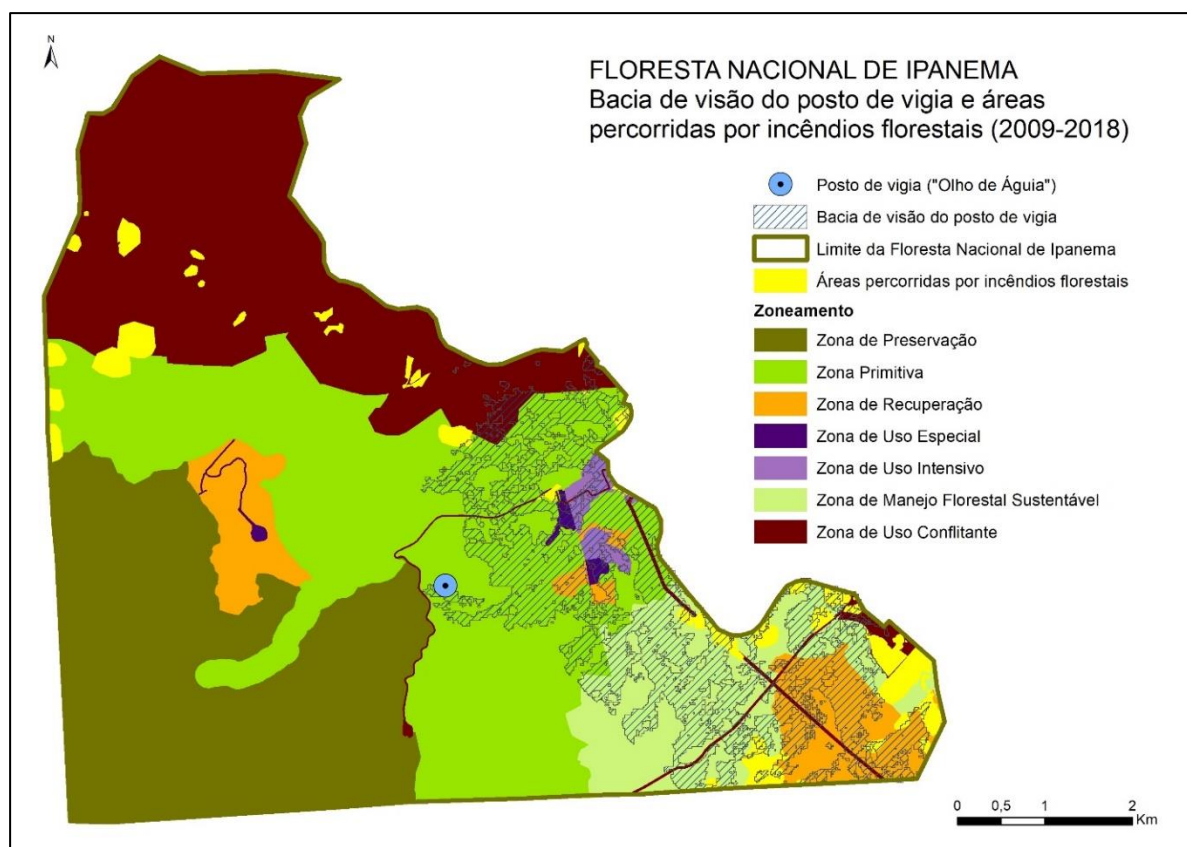 N
FLORESTA NACIONAL DE IPANEMA
Bacia de visão do posto de vigia e áreas
percorridas por incêndios florestais (2009-2018)
Posto de vigia ("Olho de Águia")
Bacia de visão do posto de vigia
Limite da Floresta Nacional de Ipanema
Áreas percorridas por incêndios florestais
Zoneamento
Zona de Preservação
Zona Primitiva
Zona de Recuperação
Zona de Uso Especial
Zona de Uso Intensivo
Zona de Manejo Florestal Sustentável
Zona de Uso Conflitante
0 0,5 1 2
Km